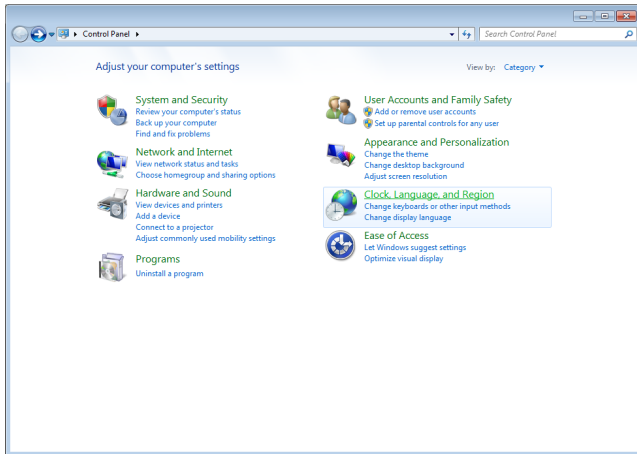 Control Panel
Search Control Panel
Adjust your computer's settings
View by: Category
System and Security
Review your computer's status
Back up your computer
Find and fix problems
Network and Internet
View network status and tasks
Choose homegroup and sharing options
Hardware and Sound
View devices and printers
Add a device
Connect to a projector
Adjust commonly used mobility settings
Programs
Uninstall a program
User Accounts and Family Safety
Add or remove user accounts
Set up parental controls for any user
Appearance and Personalization
Change the theme
Change desktop background
Adjust screen resolution
Clock, Language, and Region
Change keyboards or other input methods
Change display language
Ease of Access
Let Windows suggest settings
Optimize visual display